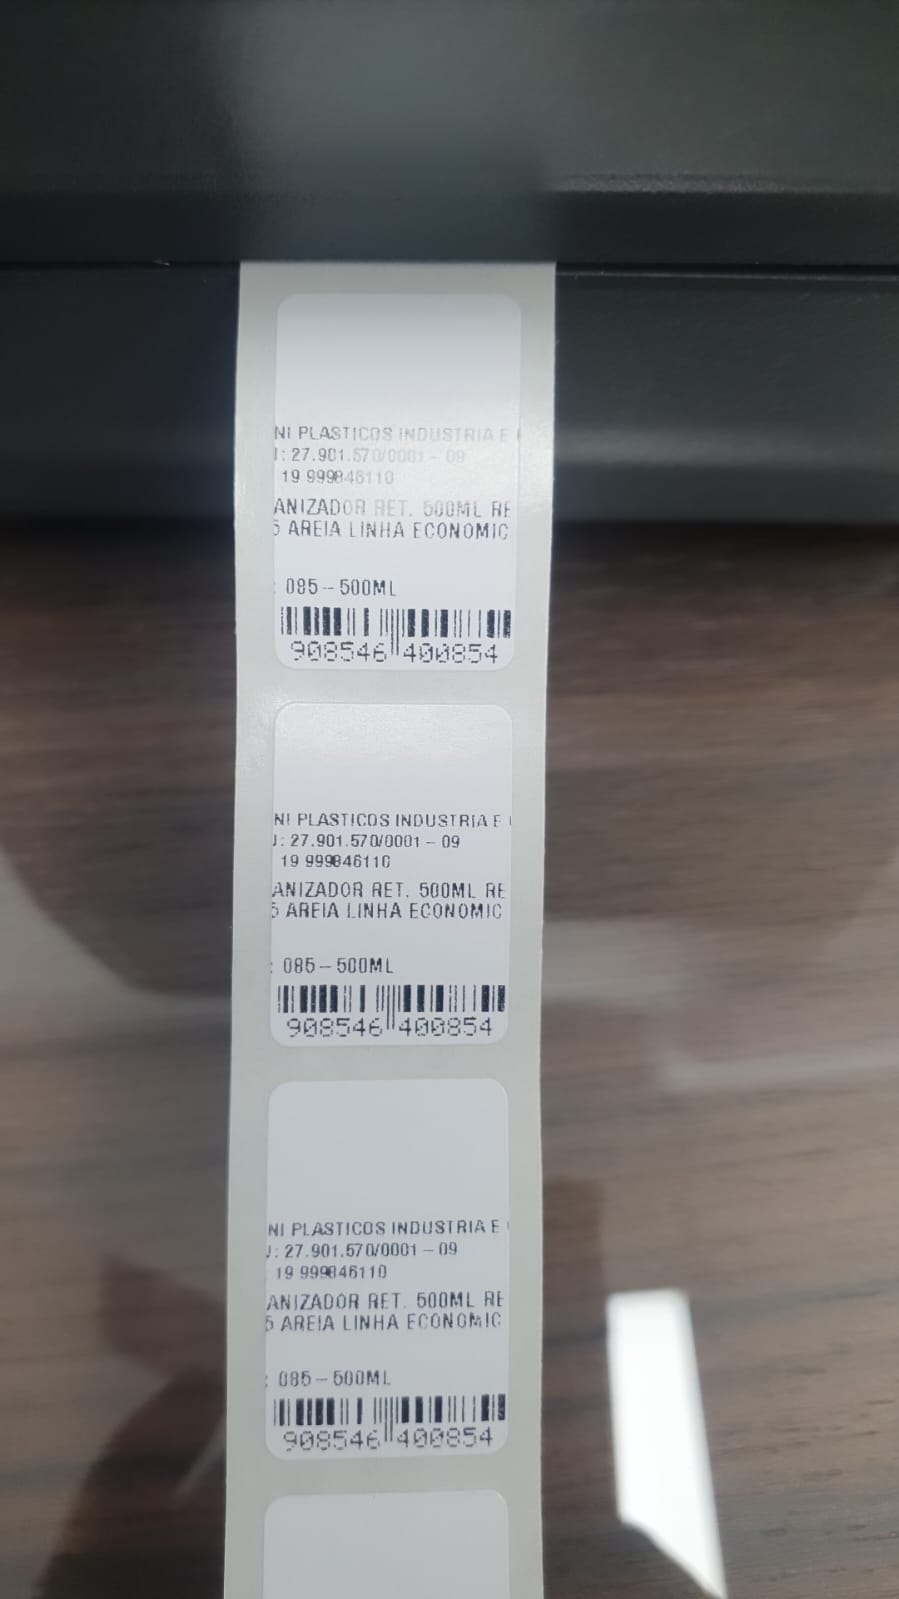 NI PLASTICOS INDUSTRIA E
: 27.901.570/0001-09
19 999846110
ANIZADOR RET. 500ML RE
5 AREIA LINHA ECONOMIC
: 085-500ML
908546 400854
NI PLASTICOS INDUSTRIA E
J: 27.901.570/0001-09
19 999846110
ANIZADOR RET. 500ML RE
5 AREIA LINHA ECONOMIC
: 085-500ML
908546 400854
NI PLASTICOS INDUSTRIA E
J: 27.901.570/0001-09
19 999846110
ANIZADOR RET. 500ML RE
5 AREIA LINHA ECONOMIC
: 085-500ML
908546 400854